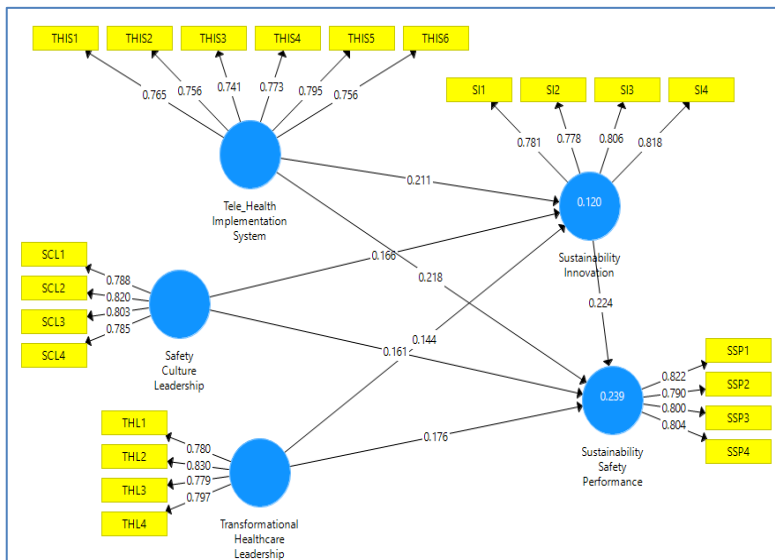 THIS1 THIS2 THIS3 THIS4 THIS5 THIS6
0.765 0.756 0.741 0.773 0.795 0.756
Tele_Health
Implementation
System
SI1 SI2 SI3 SI4
0.781 0.778 0.806 0.818
0.120
Sustainability
Innovation
0.211
0.166
0.218
0.224
0.144
0.161
0.176
SCL1
SCL2
SCL3
SCL4
0.788
0.820
0.803
0.785
Safety
Culture
Leadership
THL1
THL2
THL3
THL4
0.780
0.830
0.779
0.797
Transformational
Healthcare
Leadership
0.239
Sustainability
Safety
Performance
0.822
0.790
0.800
0.804
SSP1
SSP2
SSP3
SSP4